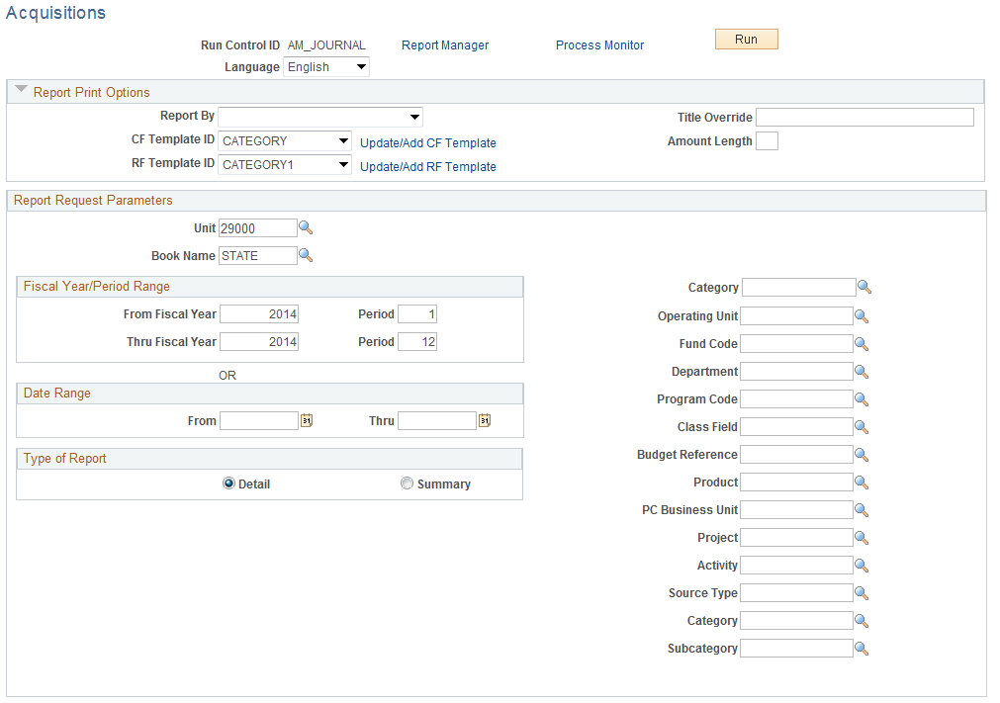 Acquisitions
Run Control ID AM_JOURNAL Report Manager Process Monitor Run
Language English
Report Print Options
Report By Title Override
CF Template ID CATEGORY Update/Add CF Template Amount Length
RF Template ID CATEGORY1 Update/Add RF Template
Report Request Parameters
Unit 29000
Book Name STATE
Fiscal Year/Period Range
From Fiscal Year 2014 Period 1
Thru Fiscal Year 2014 Period 12
OR
Date Range
From 31 Thru 31
Type of Report
Detail Summary
Category
Operating Unit
Fund Code
Department
Program Code
Class Field
Budget Reference
Product
PC Business Unit
Project
Activity
Source Type
Category
Subcategory